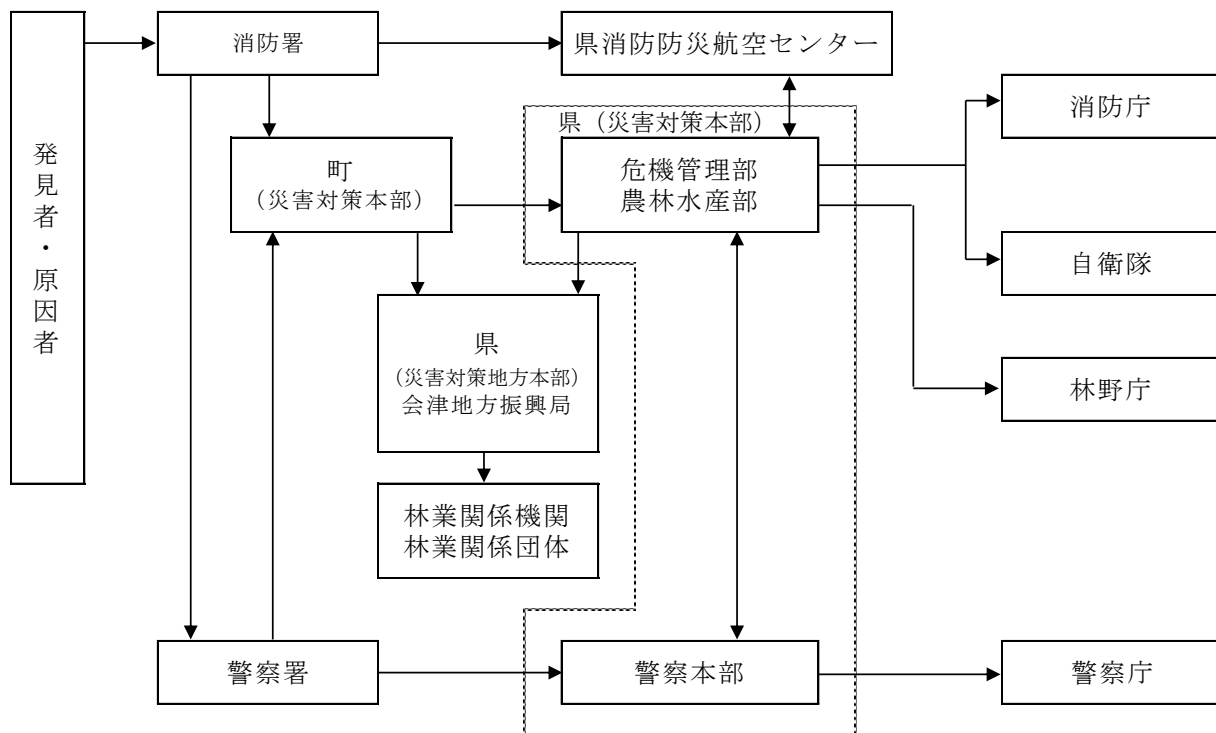 発見者・原因者
消防署
県消防防災航空センター
消防庁
県（災害対策本部）
町
（災害対策本部）
危機管理部
農林水産部
自衛隊
県
（災害対策地方本部）
会津地方振興局
林野庁
林業関係機関
林業関係団体
警察署
警察本部
警察庁